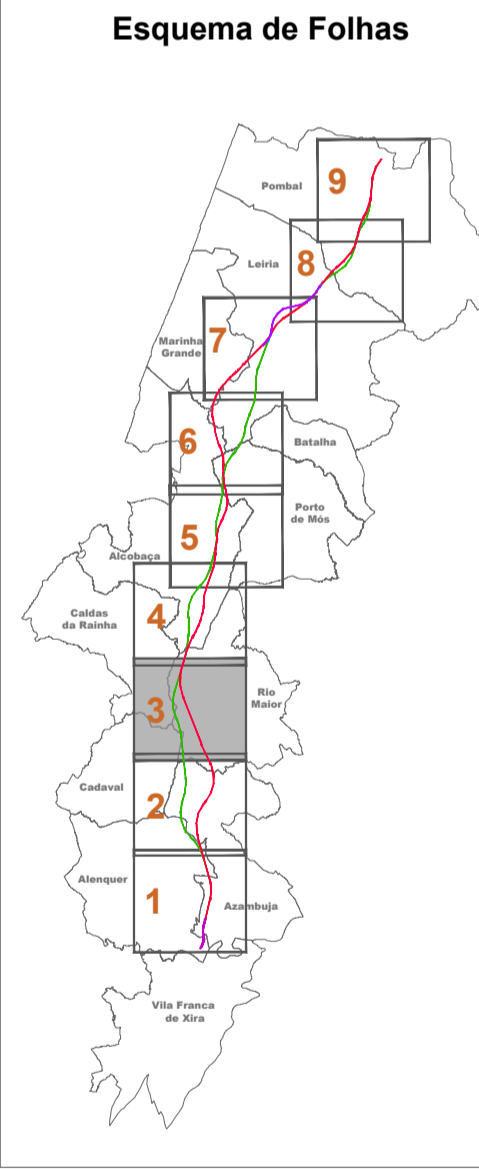 Esquema de Folhas
9
Pombal
8
Leiria
7
Marinha
Grande
6
Batalha
Porto
de Mós
5
Alcobaça
4
Caldas
da Rainha
Rio
Maior
3
Cadaval
2
Alenquer
1
Azambuja
Vila Franca
de Xira